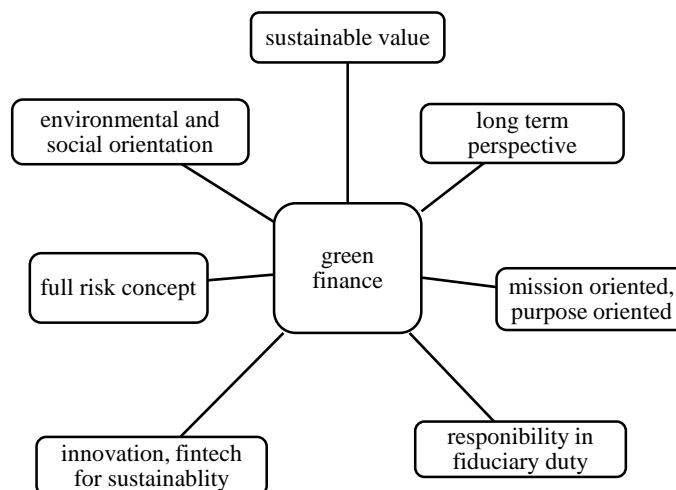 sustainable value
environmental and
social orientation
long term
perspective
green
finance
full risk concept
mission oriented,
purpose oriented
innovation, fintech
for sustainablity
responibility in
fiduciary duty